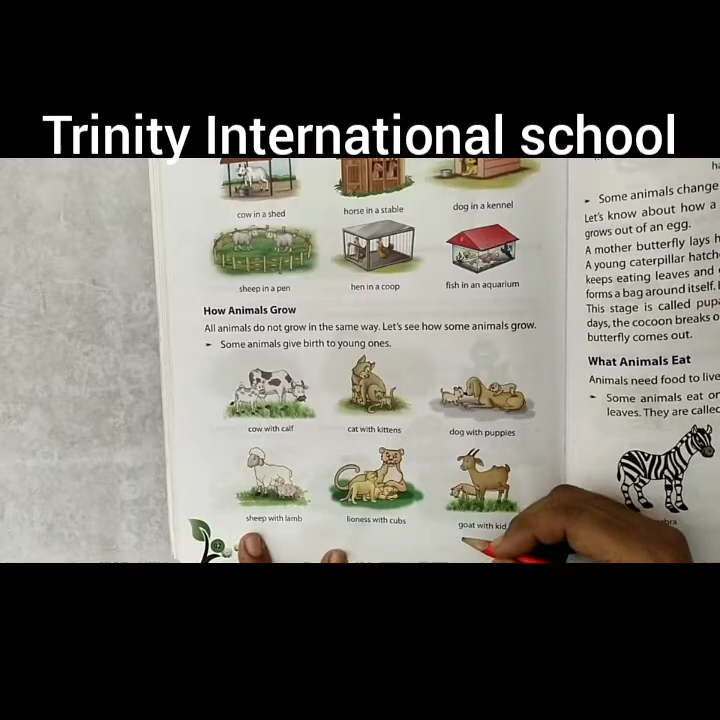 Trinity International school
cow in a shed
horse in a stable
dog in a kennel
sheep in a pen
hen in a coop
fish in an aquarium
How Animals Grow
All animals do not grow in the same way. Let's see how some animals grow.
Some animals give birth to young ones.
cow with calf
cat with kittens
dog with puppies
sheep with lamb
lioness with cubs
goat with kid
Some animals change
Let's know about how a
grows out of an egg.
A mother butterfly lays
A young caterpillar
keeps eating leaves and
forms a bag around itself.
This stage is called
days, the cocoon breaks
butterfly comes out.
What Animals Eat
Animals need food to live
Some animals eat
leaves. They are called